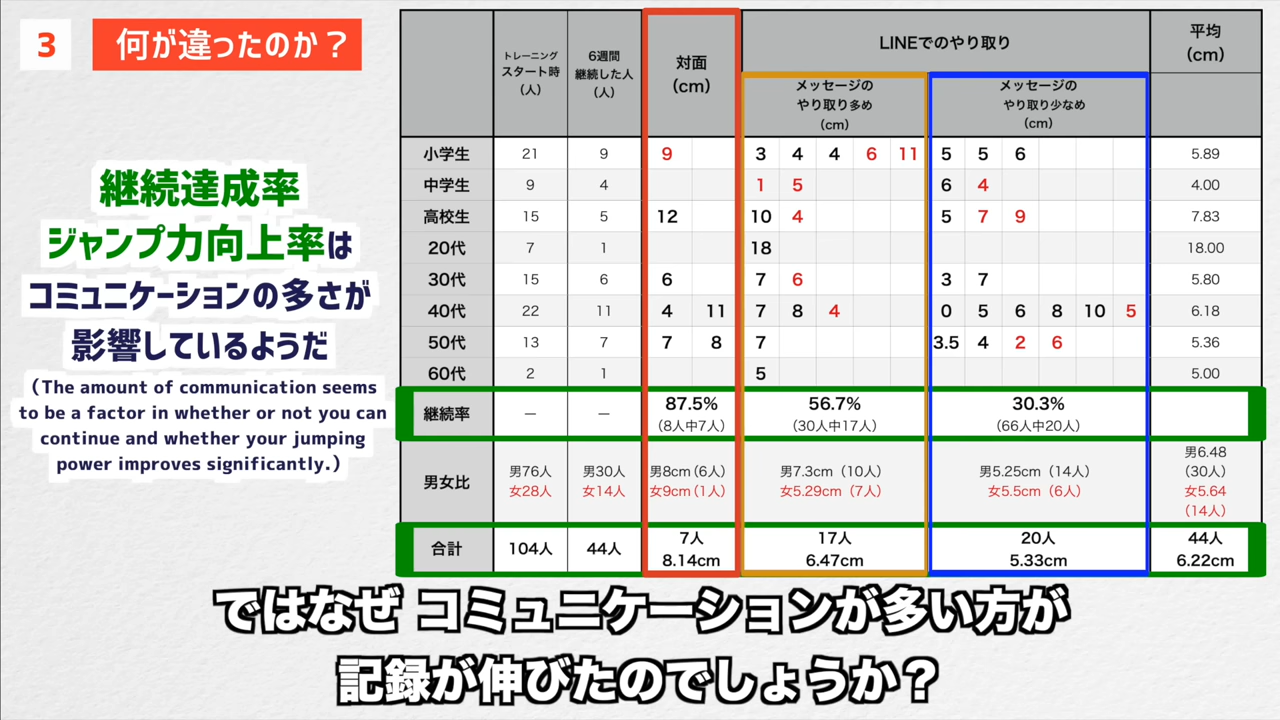 3 何が違ったのか？
継続達成率
ジャンプ力向上率は
コミュニケーションの多さが
影響しているようだ
（The amount of communication seems
to be a factor in whether or not you can
continue and whether your jumping
power improves significantly.）
トレーニング
スタート時
（人）
6週間
継続した人
（人）
対面
（cm）
LINEでのやり取り
メッセージの
やり取り多め
（cm）
メッセージの
やり取り少なめ
（cm）
平均
（cm）
小学生 21 9 9 3 4 4 6 11 5 5 6 5.89
中学生 9 4 1 5 6 4 4.00
高校生 15 5 12 10 4 5 7 9 7.83
20代 7 1 18 18.00
30代 15 6 6 7 6 3 7 5.80
40代 22 11 4 11 7 8 4 0 5 6 8 10 5 6.18
50代 13 7 7 8 7 3.5 4 2 6 5.36
60代 2 1 5 5.00
継続率 － － 87.5% 56.7% 30.3%
（8人中7人） （30人中17人） （66人中20人）
男女比
男76人
女28人
男30人
女14人
男8cm（6人）
女9cm（1人）
男7.3cm（10人）
女5.29cm（7人）
男5.25cm（14人）
女5.5cm（6人）
男6.48
（30人）
女5.64
（14人）
合計 104人 44人
7人
8.14cm
17人
6.47cm
20人
5.33cm
44人
6.22cm
ではなぜ コミュニケーションが多い方が
記録が伸びたのでしょうか？